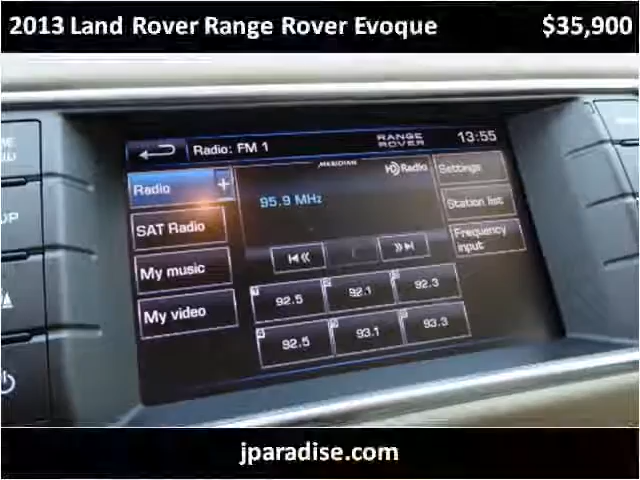 2013 Land Rover Range Rover Evoque $35,900
Radio: FM 1 RANGE ROVER 13:55
MERIDIAN HD Radio
Radio + Settings
95.9 MHz
SAT Radio Station list
My music Frequency input
My video
1 92.5 92.1 92.3
4 92.5 93.1 93.3
jparadise.com